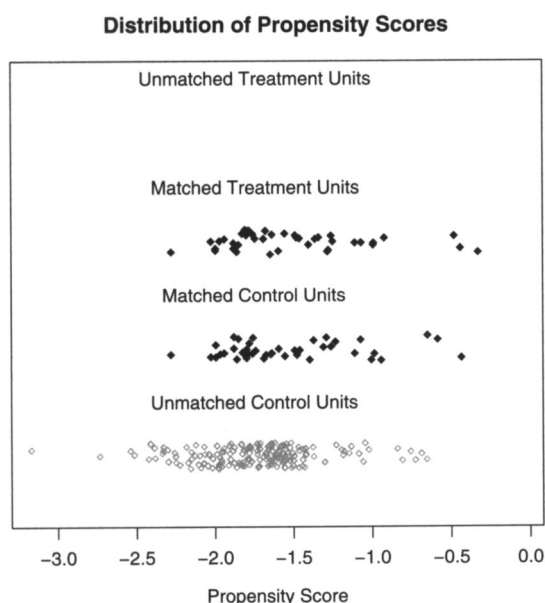 Distribution of Propensity Scores
Unmatched Treatment Units
Matched Treatment Units
Matched Control Units
Unmatched Control Units
−3.0 −2.5 −2.0 −1.5 −1.0 −0.5 0.0
Propensity Score